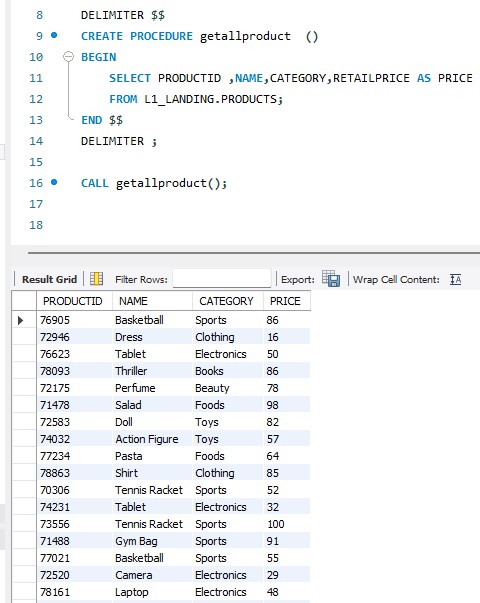 8 DELIMITER $$
9 CREATE PROCEDURE getallproduct ()
10 BEGIN
11 SELECT PRODUCTID ,NAME,CATEGORY,RETAILPRICE AS PRICE
12 FROM L1_LANDING.PRODUCTS;
13 END $$
14 DELIMITER ;
15
16 CALL getallproduct();
17
18
Result Grid Filter Rows: Export: Wrap Cell Content:
PRODUCTID NAME CATEGORY PRICE
76905 Basketball Sports 86
72946 Dress Clothing 16
76623 Tablet Electronics 50
78093 Thriller Books 86
72175 Perfume Beauty 78
71478 Salad Foods 98
72583 Doll Toys 82
74032 Action Figure Toys 57
77234 Pasta Foods 64
78863 Shirt Clothing 85
70306 Tennis Racket Sports 52
74231 Tablet Electronics 32
73556 Tennis Racket Sports 100
71488 Gym Bag Sports 91
77021 Basketball Sports 55
72520 Camera Electronics 29
78161 Laptop Electronics 48